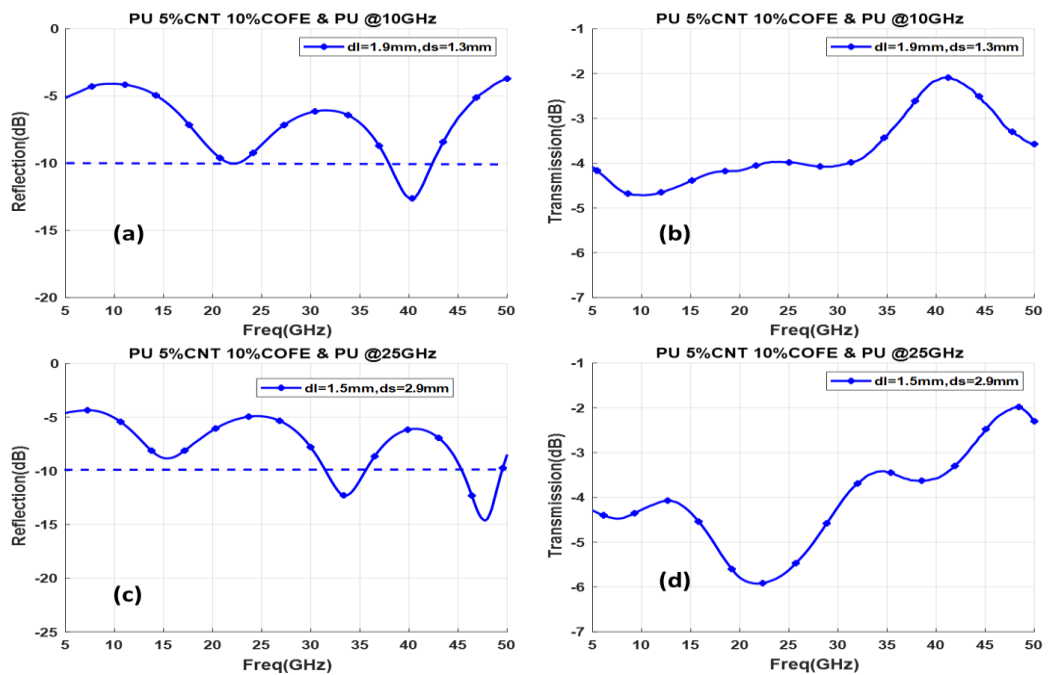 PU 5%CNT 10%COFE & PU @10GHz
dl=1.9mm,ds=1.3mm
0
-5
-10
-15
-20
Reflection(dB)
(a)
5 10 15 20 25 30 35 40 45 50
Freq(GHz)
PU 5%CNT 10%COFE & PU @10GHz
dl=1.9mm,ds=1.3mm
-1
-2
-3
-4
-5
-6
-7
Transmission(dB)
(b)
5 10 15 20 25 30 35 40 45 50
Freq(GHz)
PU 5%CNT 10%COFE & PU @25GHz
dl=1.5mm,ds=2.9mm
0
-5
-10
-15
-20
-25
Reflection(dB)
(c)
5 10 15 20 25 30 35 40 45 50
Freq(GHz)
PU 5%CNT 10%COFE & PU @25GHz
dl=1.5mm,ds=2.9mm
-1
-2
-3
-4
-5
-6
-7
Transmission(dB)
(d)
5 10 15 20 25 30 35 40 45 50
Freq(GHz)